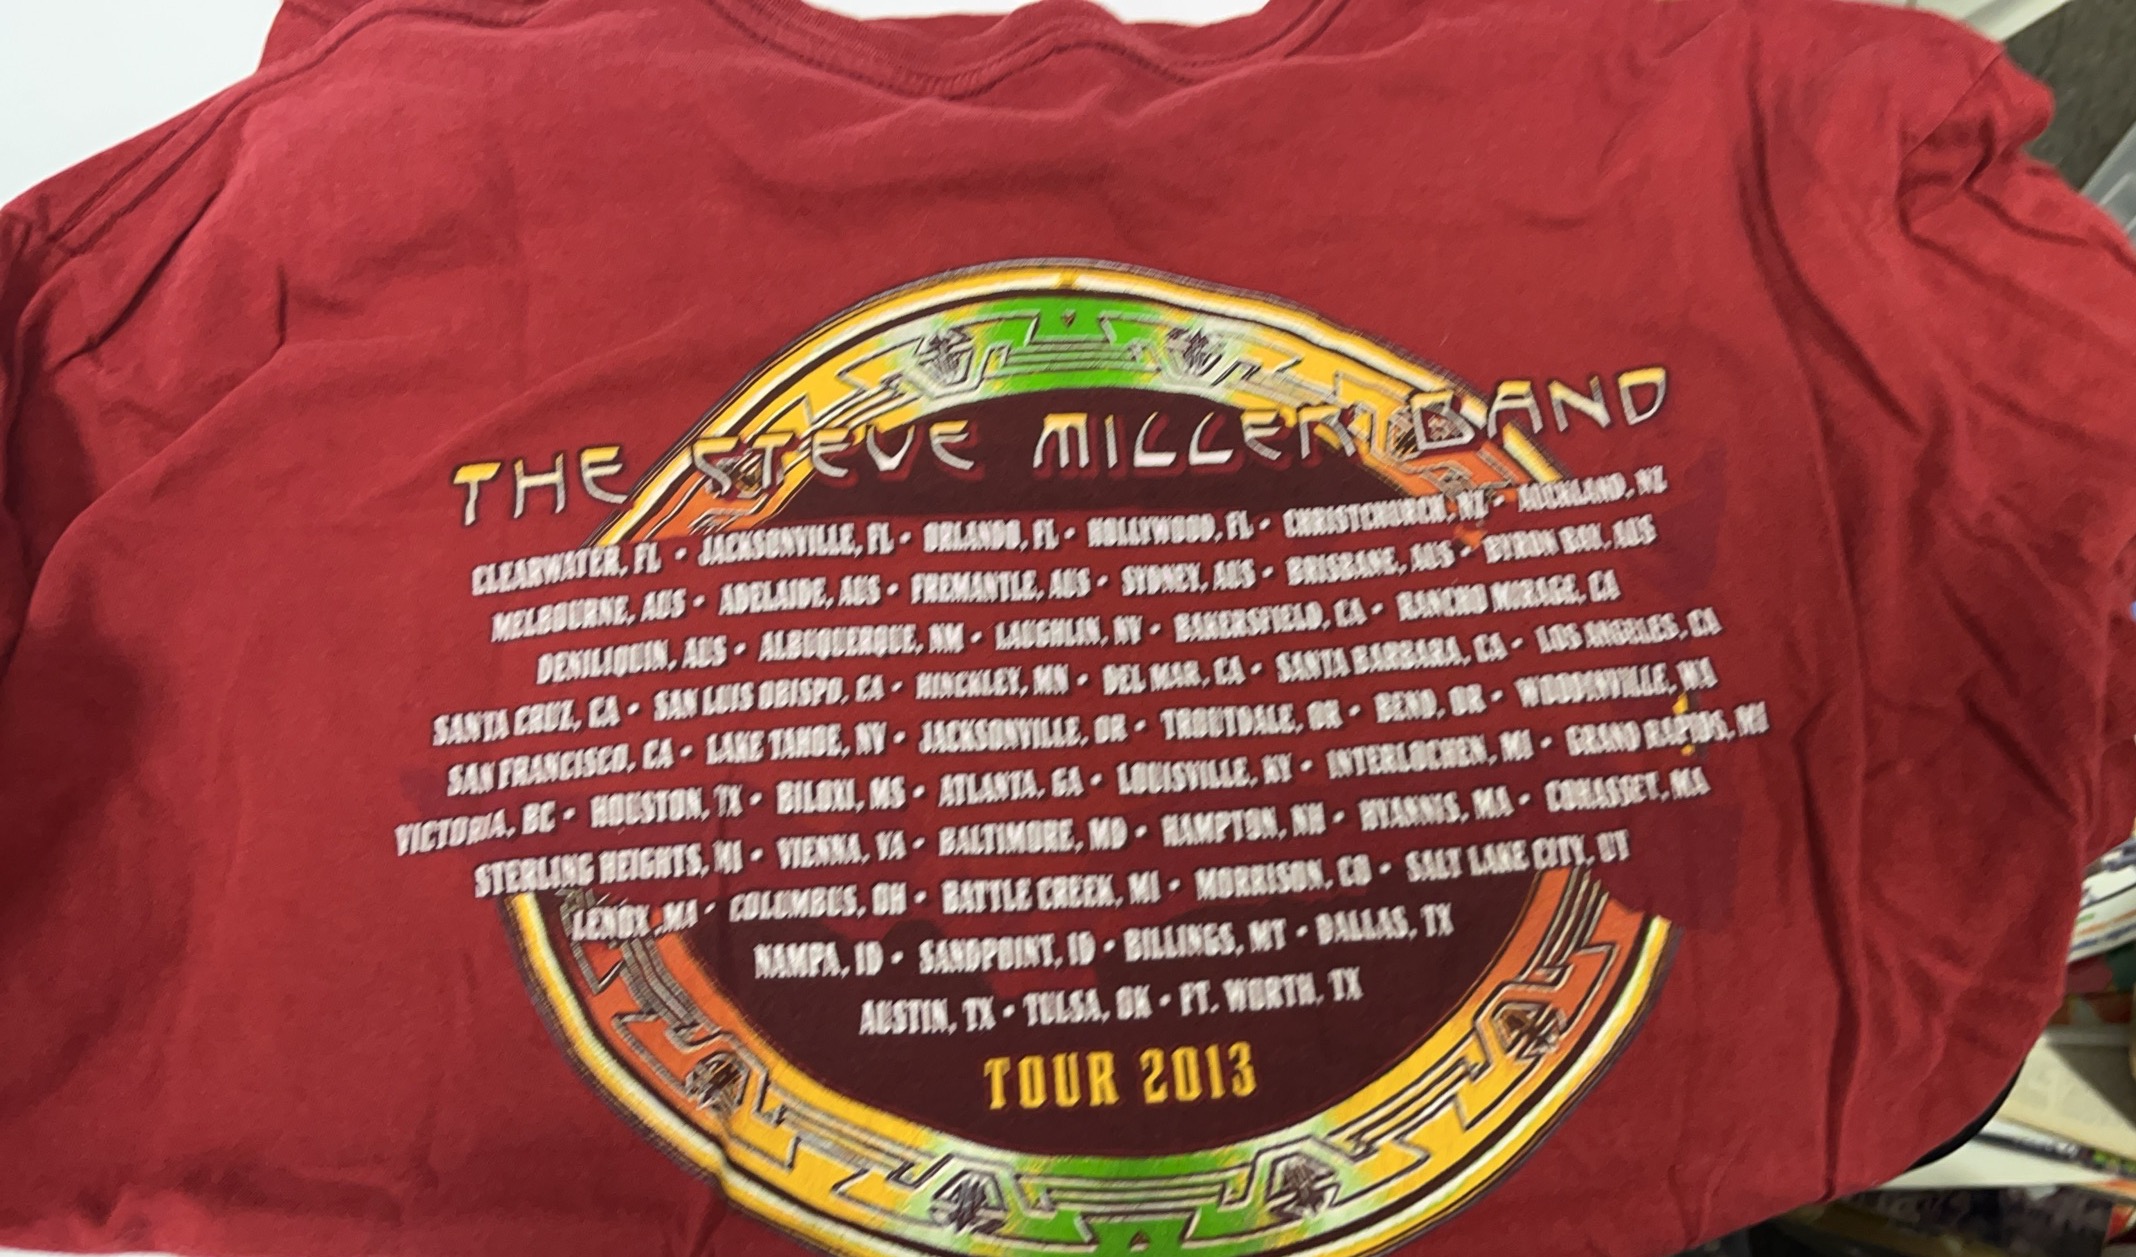 THE STEVE MILLER BAND
CLEARWATER, FL • JACKSONVILLE, FL • ORLANDO, FL • HOLLYWOOD, FL • CHRISTCHURCH, NZ • AUCKLAND, NZ
MELBOURNE, AUS • ADELAIDE, AUS • FREMANTLE, AUS • SYDNEY, AUS • BRISBANE, AUS • BYRON BAY, AUS
DENILIQUIN, AUS • ALBUQUERQUE, NM • LAUGHLIN, NV • BAKERSFIELD, CA • RANCHO MIRAGE, CA
SANTA CRUZ, CA • SAN LUIS OBISPO, CA • HINCKLEY, MN • DEL MAR, CA • SANTA BARBARA, CA • LOS ANGELES, CA
SAN FRANCISCO, CA • LAKE TAHOE, NV • JACKSONVILLE, OR • TROUTDALE, OR • BEND, OR • WOODINVILLE, WA
VICTORIA, BC • HOUSTON, TX • BILOXI, MS • ATLANTA, GA • LOUISVILLE, KY • INTERLOCHEN, MI • GRAND RAPIDS, MI
STERLING HEIGHTS, MI • VIENNA, VA • BALTIMORE, MD • HAMPTON, NH • HYANNIS, MA • COHASSET, MA
LENOX ,MA • COLUMBUS, OH • BATTLE CREEK, MI • MORRISON, CO • SALT LAKE CITY, UT
NAMPA, ID • SANDPOINT, ID • BILLINGS, MT • DALLAS, TX
AUSTIN, TX • TULSA, OK • FT. WORTH, TX
TOUR 2013